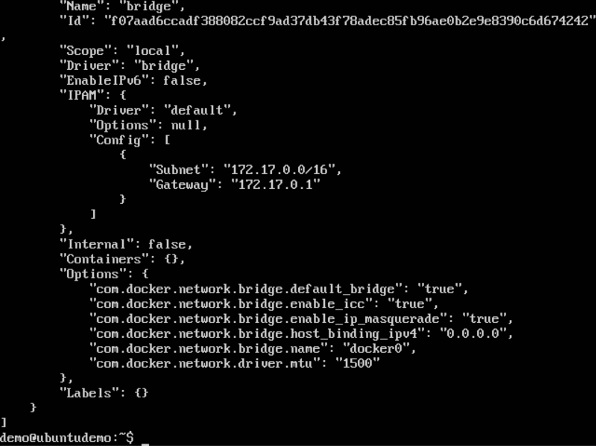 "Name": "bridge",
"Id": "f07aad6ccadf388082ccf9ad37db43f78adec85fb96ae0b2e9e8390c6d674242"
,
"Scope": "local",
"Driver": "bridge",
"EnableIPv6": false,
"IPAM": {
"Driver": "default",
"Options": null,
"Config": [
{
"Subnet": "172.17.0.0/16",
"Gateway": "172.17.0.1"
}
]
},
"Internal": false,
"Containers": {},
"Options": {
"com.docker.network.bridge.default_bridge": "true",
"com.docker.network.bridge.enable_icc": "true",
"com.docker.network.bridge.enable_ip_masquerade": "true",
"com.docker.network.bridge.host_binding_ipv4": "0.0.0.0",
"com.docker.network.bridge.name": "docker0",
"com.docker.network.driver.mtu": "1500"
},
"Labels": {}
}
]
demo@ubuntudemo:~$ _